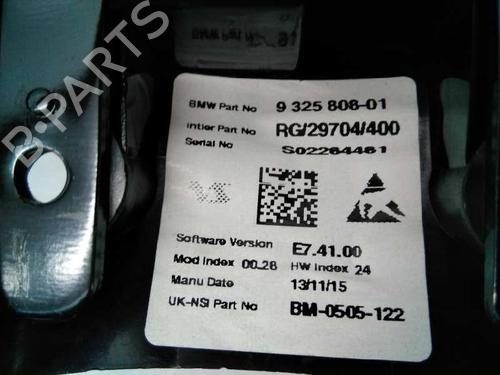 B-PARTS
BMW Part No 9 325 808-01
Intier Part No RG/29704/400
Serial No S02264461
Software Version E7.41.00
Mod Index 00.28 HW Index 24
Manu Date 13/11/15
UK-NSI Part No BM-0505-122